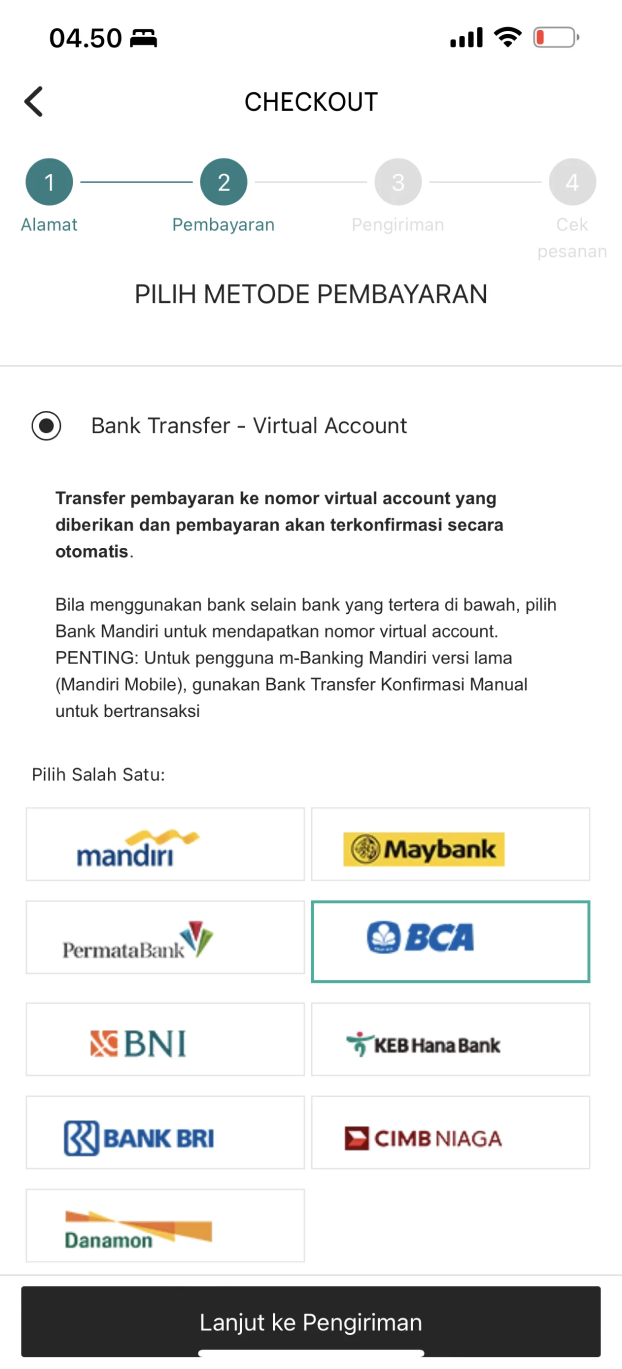 04.50
CHECKOUT
1
2
3
4
Alamat
Pembayaran
Pengiriman
Cek
pesanan
PILIH METODE PEMBAYARAN
Bank Transfer - Virtual Account
Transfer pembayaran ke nomor virtual account yang
diberikan dan pembayaran akan terkonfirmasi secara
otomatis.
Bila menggunakan bank selain bank yang tertera di bawah, pilih
Bank Mandiri untuk mendapatkan nomor virtual account.
PENTING: Untuk pengguna m-Banking Mandiri versi lama
(Mandiri Mobile), gunakan Bank Transfer Konfirmasi Manual
untuk bertransaksi
Pilih Salah Satu:
mandiri
Maybank
PermataBank
BCA
BNI
KEB Hana Bank
BANK BRI
CIMB NIAGA
Danamon
Lanjut ke Pengiriman